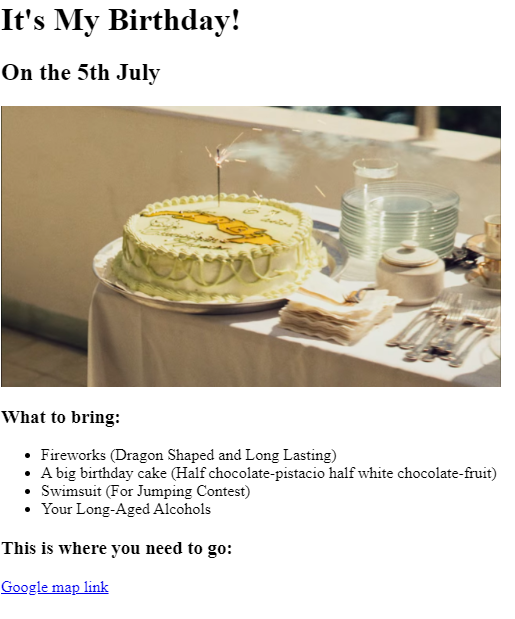 It's My Birthday!
On the 5th July
What to bring:
Fireworks (Dragon Shaped and Long Lasting)
A big birthday cake (Half chocolate-pistacio half white chocolate-fruit)
Swimsuit (For Jumping Contest)
Your Long-Aged Alcohols
This is where you need to go:
Google map link